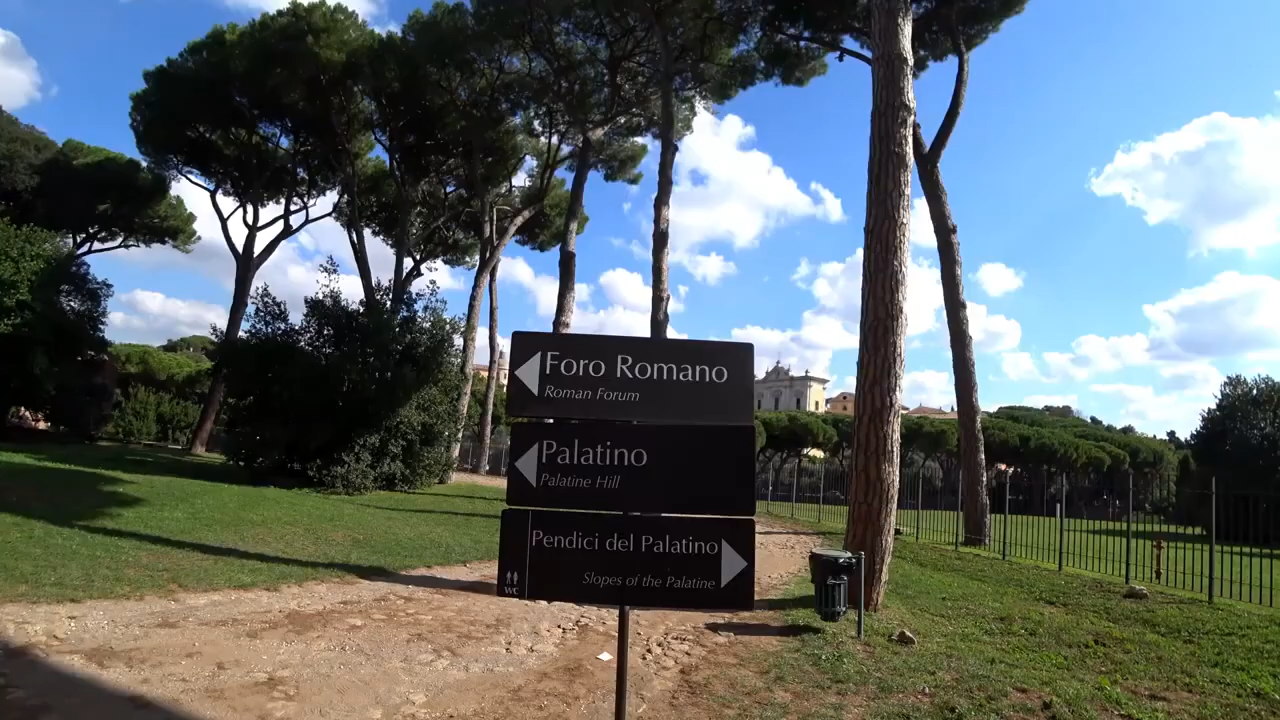 Foro Romano
Roman Forum
Palatino
Palatine Hill
Pendici del Palatino
Slopes of the Palatine
WC